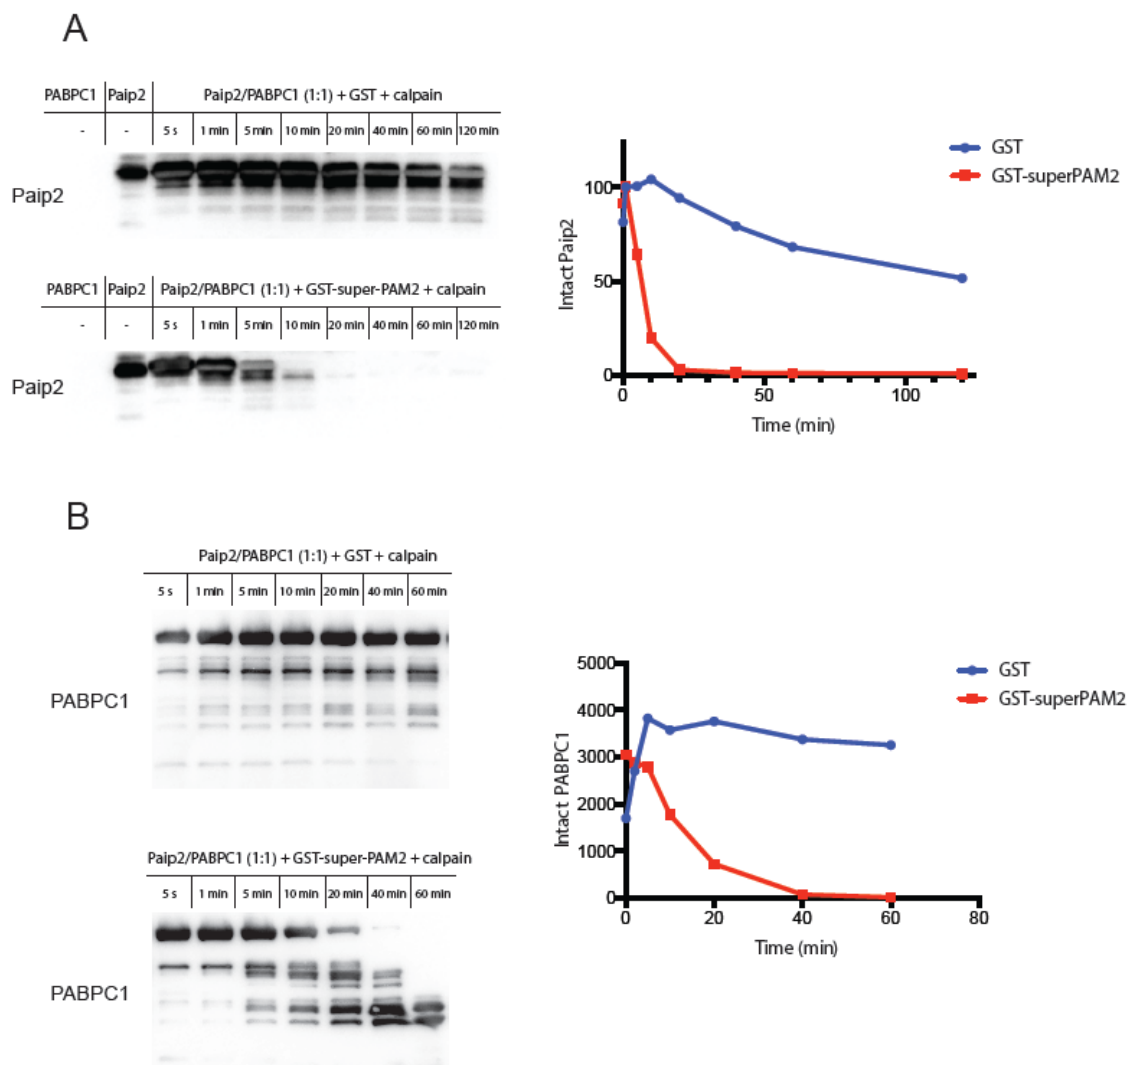 A
PABPC1 Paip2 Paip2/PABPC1 (1:1) + GST + calpain
- - 5 s 1 min 5 min 10 min 20 min 40 min 60 min 120 min
Paip2
PABPC1 Paip2 Paip2/PABPC1 (1:1) + GST-super-PAM2 + calpain
- - 5 s 1 min 5 min 10 min 20 min 40 min 60 min 120 min
Paip2
GST
GST-superPAM2
Intact Paip2
100
50
0
0 50 100
Time (min)
B
Paip2/PABPC1 (1:1) + GST + calpain
5 s 1 min 5 min 10 min 20 min 40 min 60 min
PABPC1
Paip2/PABPC1 (1:1) + GST-super-PAM2 + calpain
5 s 1 min 5 min 10 min 20 min 40 min 60 min
PABPC1
GST
GST-superPAM2
Intact PABPC1
5000
4000
3000
2000
1000
0
0 20 40 60 80
Time (min)